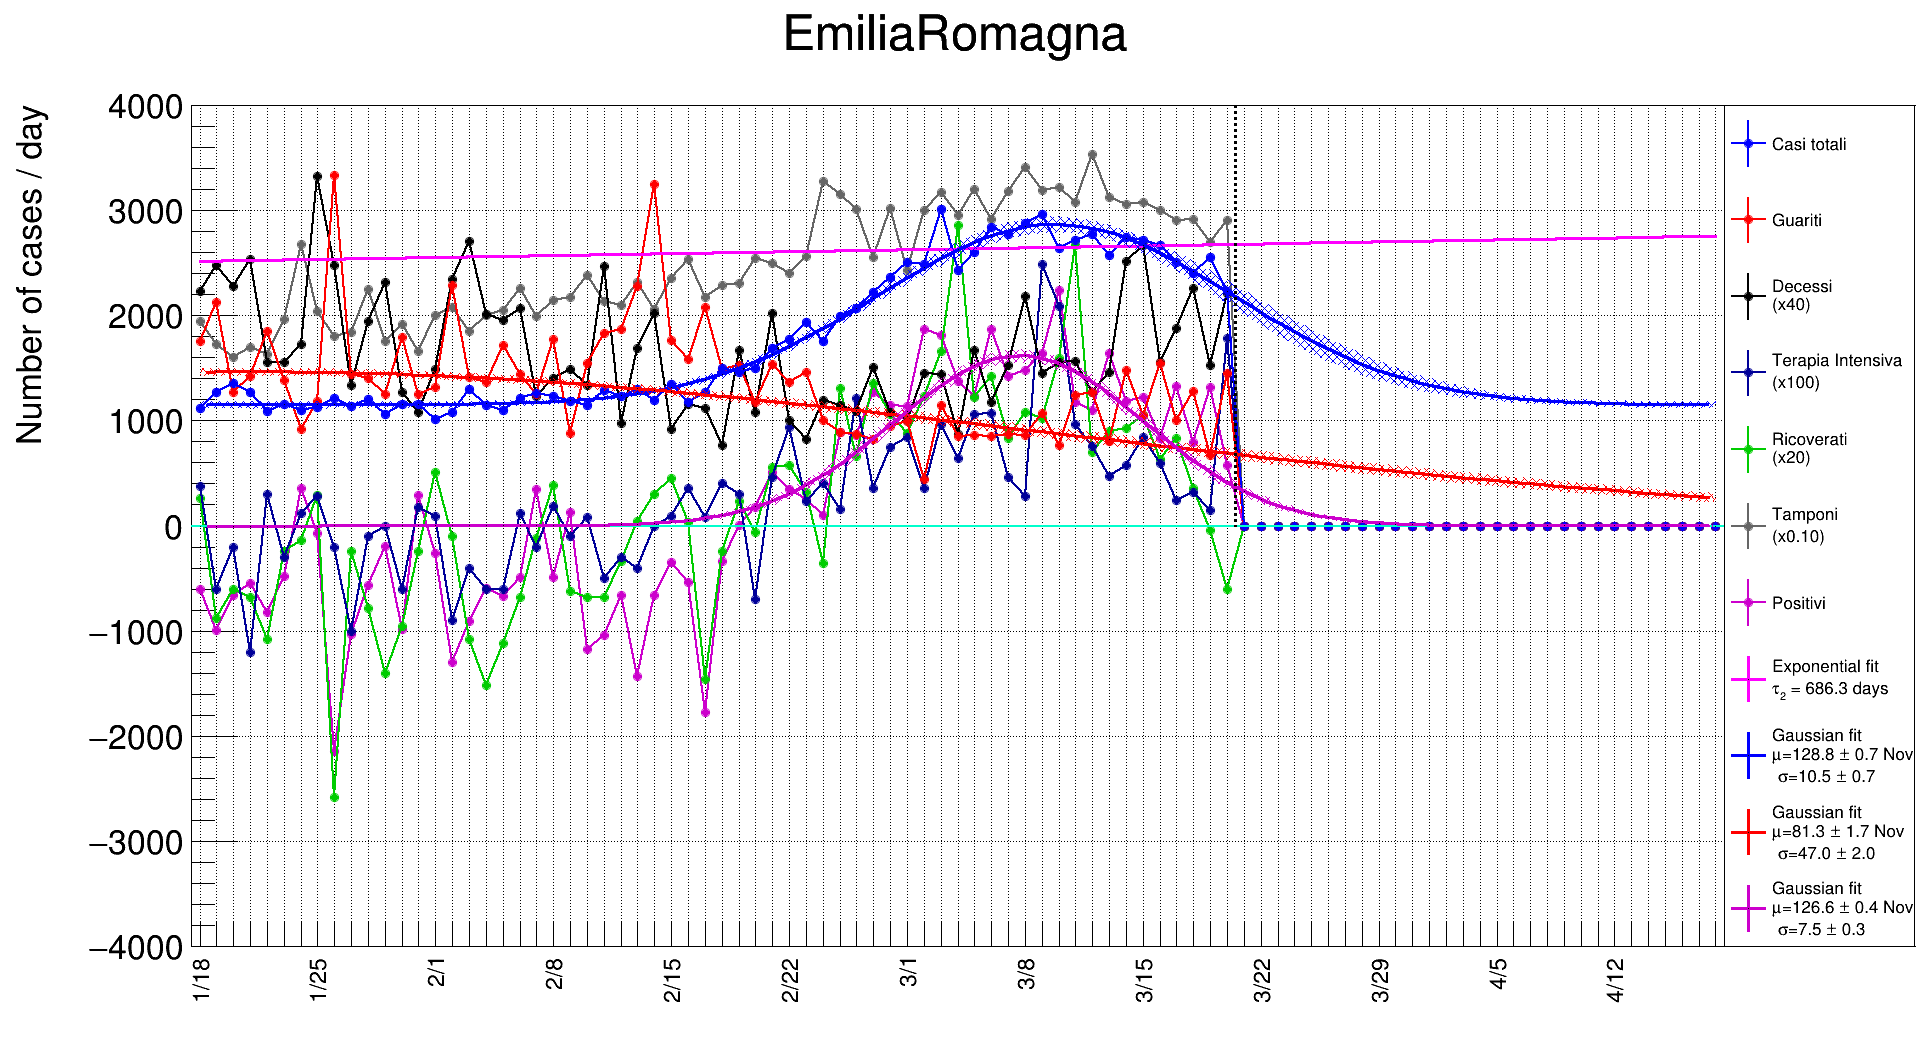 EmiliaRomagna
Number of cases / day
4000
3000
2000
1000
0
−1000
−2000
−3000
−4000
1/18
1/25
2/1
2/8
2/15
2/22
3/1
3/8
3/15
3/22
3/29
4/5
4/12
Casi totali
Guariti
Decessi
(x40)
Terapia Intensiva
(x100)
Ricoverati
(x20)
Tamponi
(x0.10)
Positivi
Exponential fit
τ2 = 686.3 days
Gaussian fit
μ=128.8 ± 0.7 Nov
σ=10.5 ± 0.7
Gaussian fit
μ=81.3 ± 1.7 Nov
σ=47.0 ± 2.0
Gaussian fit
μ=126.6 ± 0.4 Nov
σ=7.5 ± 0.3